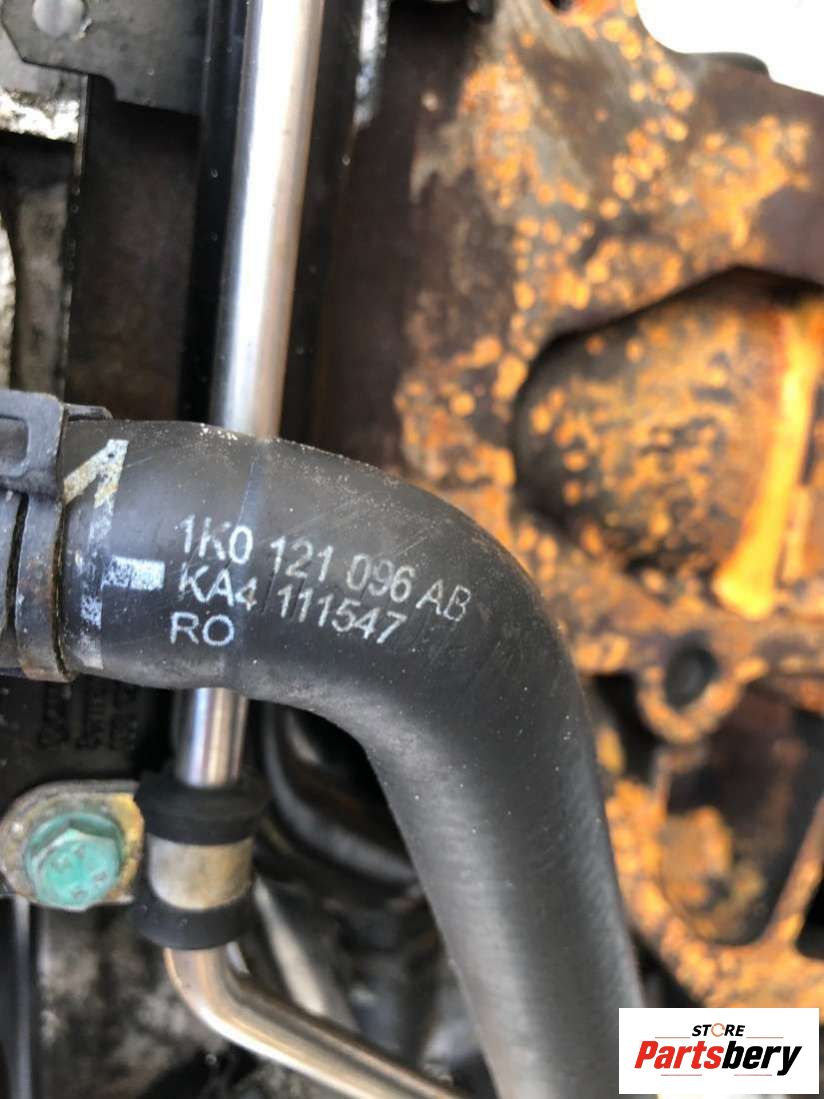 1K0 121 096 AB
KA4 111547
RO
STORE
Partsbery